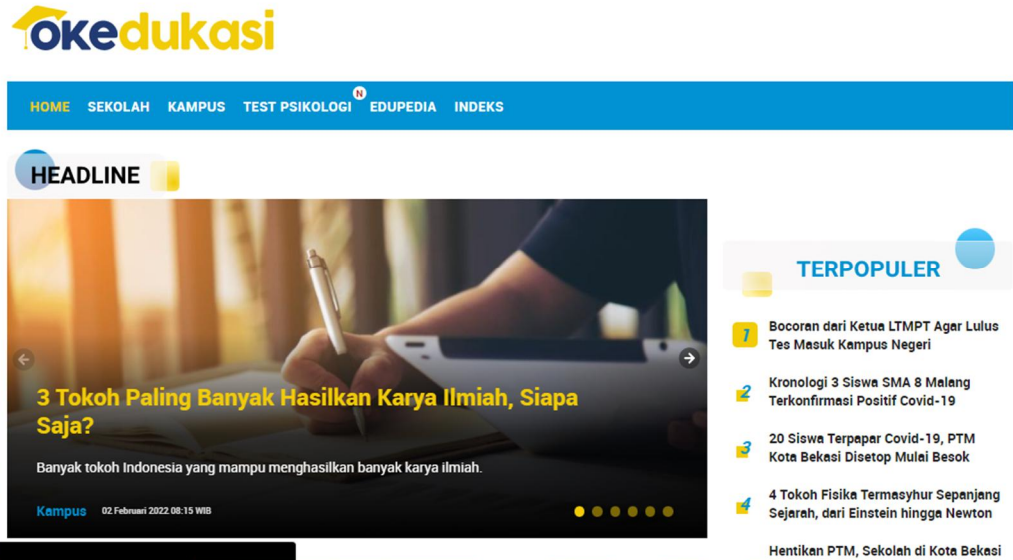 okedukasi
HOME SEKOLAH KAMPUS TEST PSIKOLOGI N EDUPEDIA INDEKS
HEADLINE
3 Tokoh Paling Banyak Hasilkan Karya Ilmiah, Siapa
Saja?
Banyak tokoh Indonesia yang mampu menghasilkan banyak karya ilmiah.
Kampus 02 Februari 2022 08:15 WIB
TERPOPULER
1 Bocoran dari Ketua LTMPT Agar Lulus
Tes Masuk Kampus Negeri
2 Kronologi 3 Siswa SMA 8 Malang
Terkonfirmasi Positif Covid-19
3 20 Siswa Terpapar Covid-19, PTM
Kota Bekasi Disetop Mulai Besok
4 4 Tokoh Fisika Termasyhur Sepanjang
Sejarah, dari Einstein hingga Newton
Hentikan PTM, Sekolah di Kota Bekasi